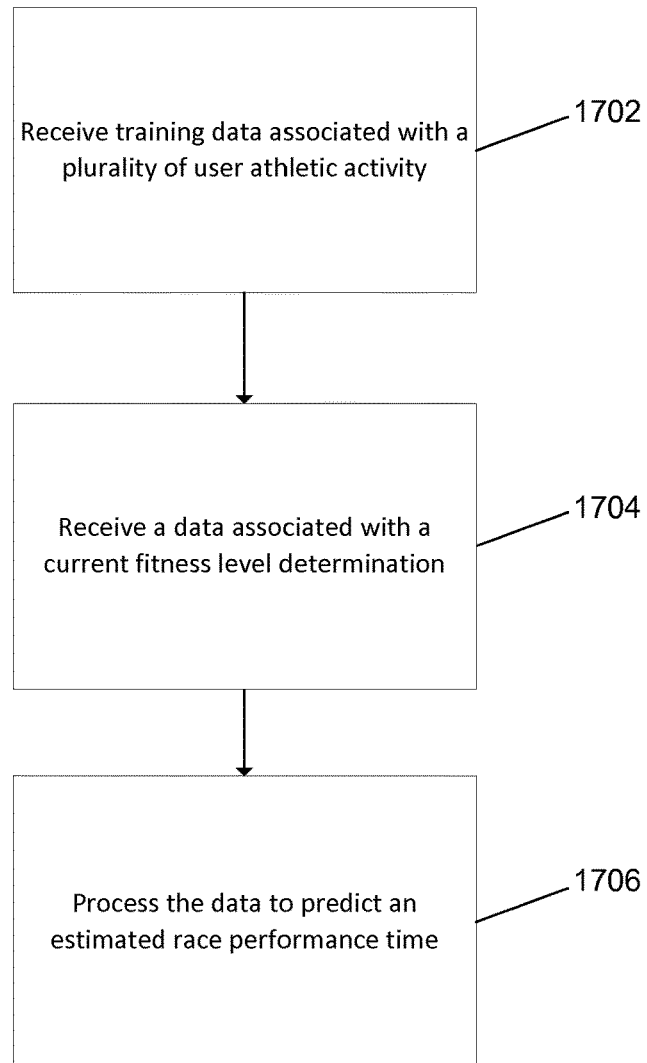 Receive training data associated with a
plurality of user athletic activity
1702
Receive a data associated with a
current fitness level determination
1704
Process the data to predict an
estimated race performance time
1706